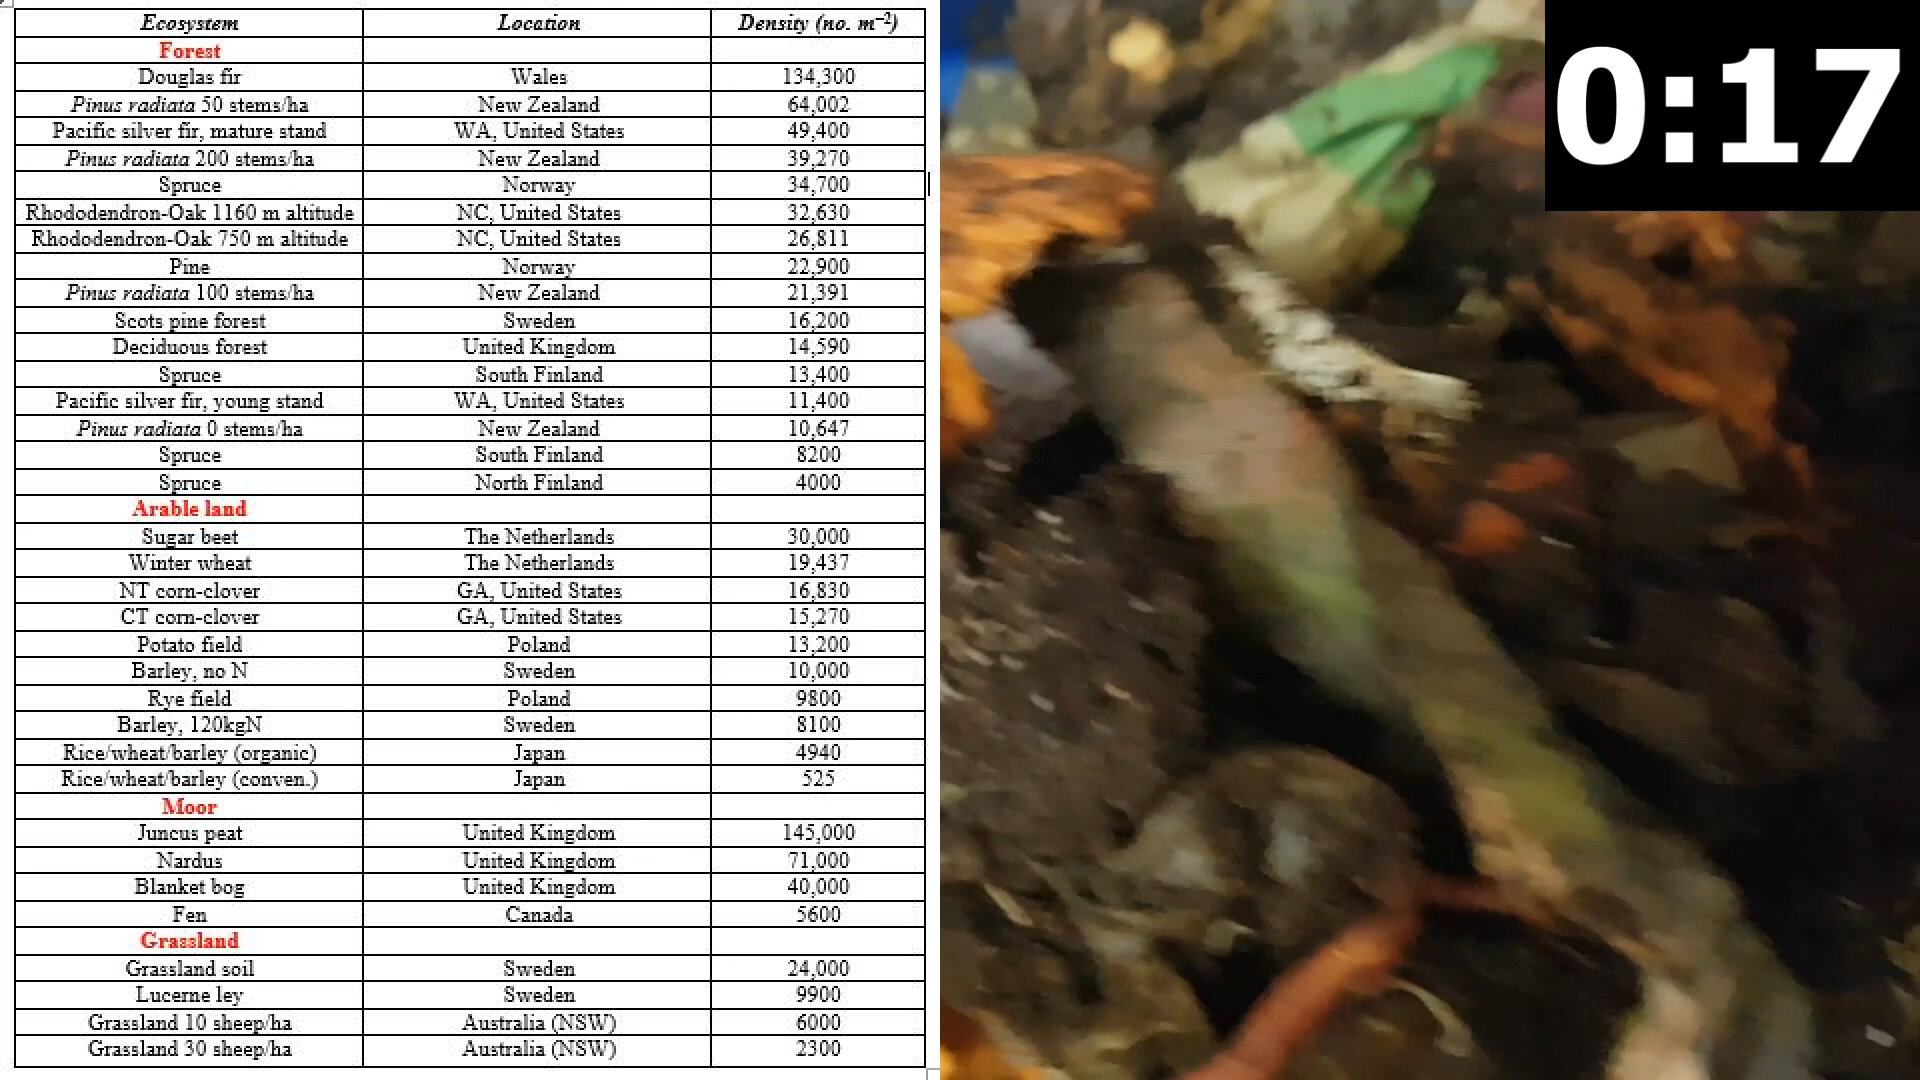 Ecosystem Location Density (no. m⁻²)
Forest
Douglas fir Wales 134,300
Pinus radiata 50 stems/ha New Zealand 64,002
Pacific silver fir, mature stand WA, United States 49,400
Pinus radiata 200 stems/ha New Zealand 39,270
Spruce Norway 34,700
Rhododendron-Oak 1160 m altitude NC, United States 32,630
Rhododendron-Oak 750 m altitude NC, United States 26,811
Pine Norway 22,900
Pinus radiata 100 stems/ha New Zealand 21,391
Scots pine forest Sweden 16,200
Deciduous forest United Kingdom 14,590
Spruce South Finland 13,400
Pacific silver fir, young stand WA, United States 11,400
Pinus radiata 0 stems/ha New Zealand 10,647
Spruce South Finland 8200
Spruce North Finland 4000
Arable land
Sugar beet The Netherlands 30,000
Winter wheat The Netherlands 19,437
NT corn-clover GA, United States 16,830
CT corn-clover GA, United States 15,270
Potato field Poland 13,200
Barley, no N Sweden 10,000
Rye field Poland 9800
Barley, 120kgN Sweden 8100
Rice/wheat/barley (organic) Japan 4940
Rice/wheat/barley (conven.) Japan 525
Moor
Juncus peat United Kingdom 145,000
Nardus United Kingdom 71,000
Blanket bog United Kingdom 40,000
Fen Canada 5600
Grassland
Grassland soil Sweden 24,000
Lucerne ley Sweden 9900
Grassland 10 sheep/ha Australia (NSW) 6000
Grassland 30 sheep/ha Australia (NSW) 2300
0:17